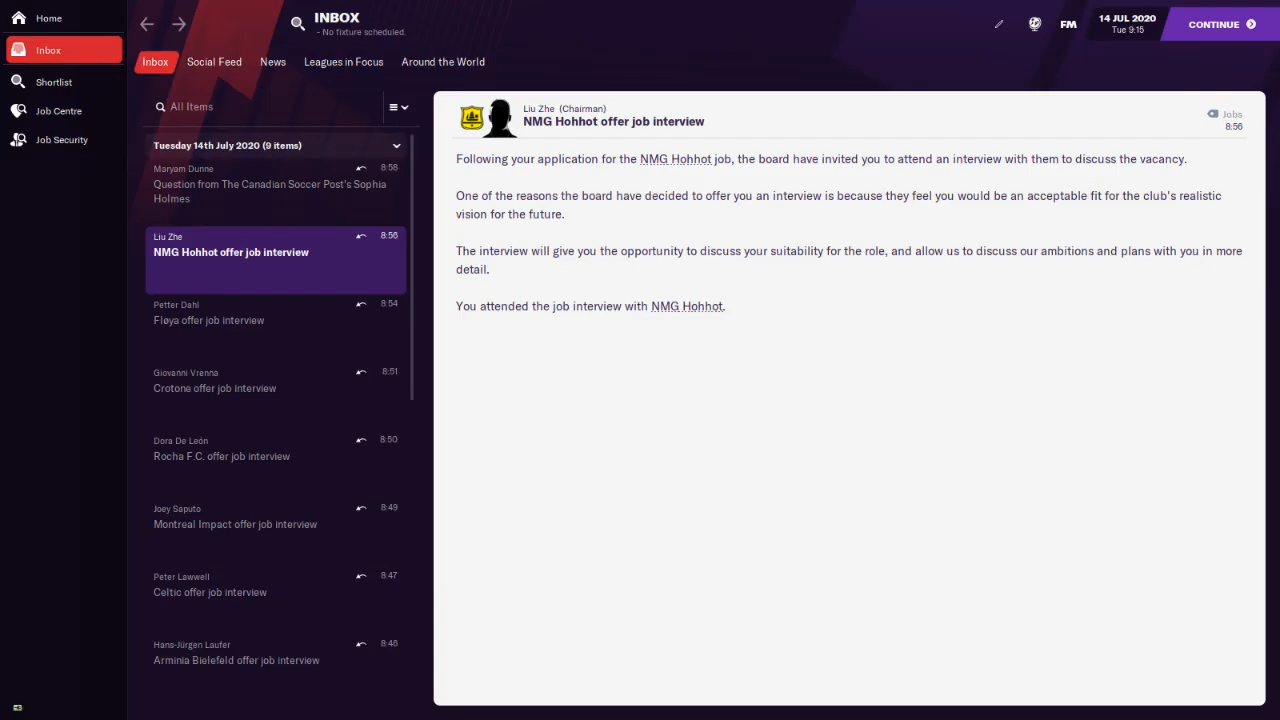 Home
Inbox
Shortlist
Job Centre
Job Security
INBOX
- No fixture scheduled.
FM
14 JUL 2020
Tue 9:15
CONTINUE
Inbox
Social Feed
News
Leagues in Focus
Around the World
All Items
Tuesday 14th July 2020 (9 items)
Maryam Dunne
8:58
Question from The Canadian Soccer Post's Sophia
Holmes
Liu Zhe
8:56
NMG Hohhot offer job interview
Petter Dahl
8:54
Fløya offer job interview
Giovanni Vrenna
8:51
Crotone offer job interview
Dora De León
8:50
Rocha F.C. offer job interview
Joey Saputo
8:49
Montreal Impact offer job interview
Peter Lawwell
8:47
Celtic offer job interview
Hans-Jürgen Laufer
8:46
Arminia Bielefeld offer job interview
Liu Zhe (Chairman)
NMG Hohhot offer job interview
Jobs
8:56
Following your application for the NMG Hohhot job, the board have invited you to attend an interview with them to discuss the vacancy.
One of the reasons the board have decided to offer you an interview is because they feel you would be an acceptable fit for the club's realistic
vision for the future.
The interview will give you the opportunity to discuss your suitability for the role, and allow us to discuss our ambitions and plans with you in more
detail.
You attended the job interview with NMG Hohhot.